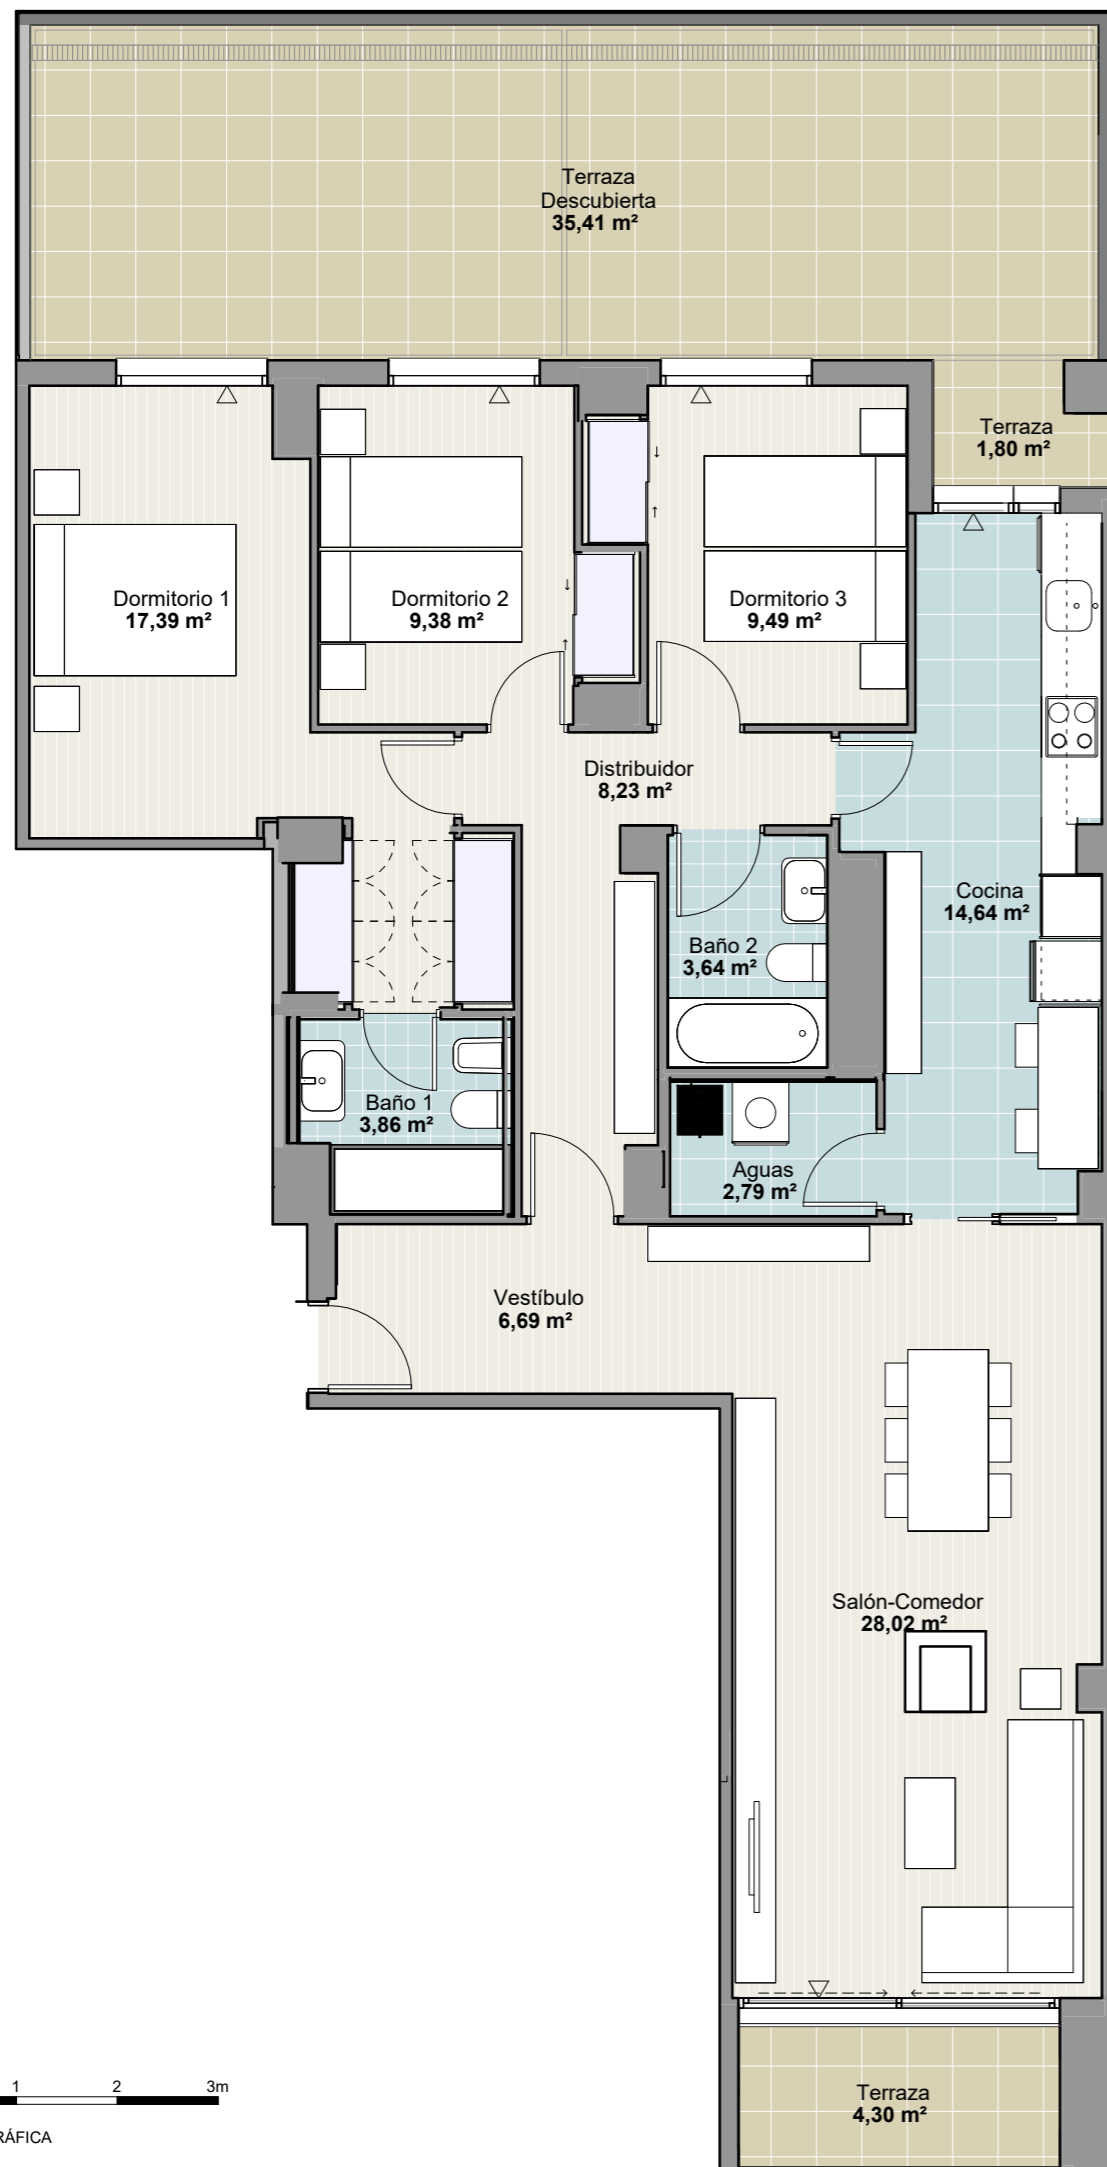 Terraza
Descubierta
35,41 m²
Terraza
1,80 m²
Dormitorio 1
17,39 m²
Dormitorio 2
9,38 m²
Dormitorio 3
9,49 m²
Distribuidor
8,23 m²
Cocina
14,64 m²
Baño 2
3,64 m²
Baño 1
3,86 m²
Aguas
2,79 m²
Vestíbulo
6,69 m²
Salón-Comedor
28,02 m²
Terraza
4,30 m²
1 2 3m
RÁFICA